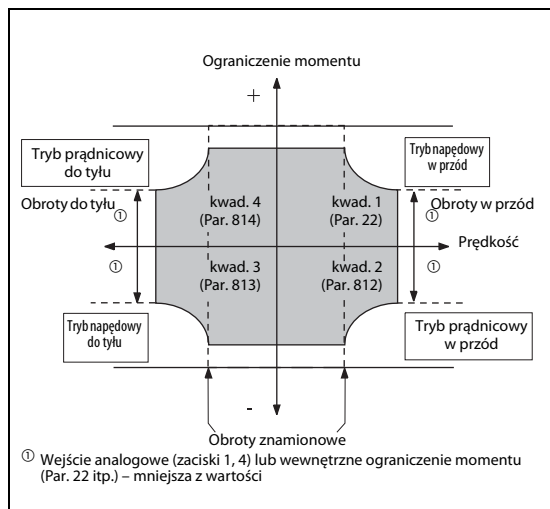 Ograniczenie momentu
+
Tryb prądnicowy
do tyłu
Tryb napędowy
w przód
Obroty do tyłu
①
kwad. 4
(Par. 814)
kwad. 1
(Par. 22)
Obroty w przód
①
Prędkość
①
kwad. 3
(Par. 813)
kwad. 2
(Par. 812)
①
Tryb napędowy
do tyłu
Tryb prądnicowy
w przód
-
Obroty znamionowe
① Wejście analogowe (zaciski 1, 4) lub wewnętrzne ograniczenie momentu
(Par. 22 itp.) – mniejsza z wartości